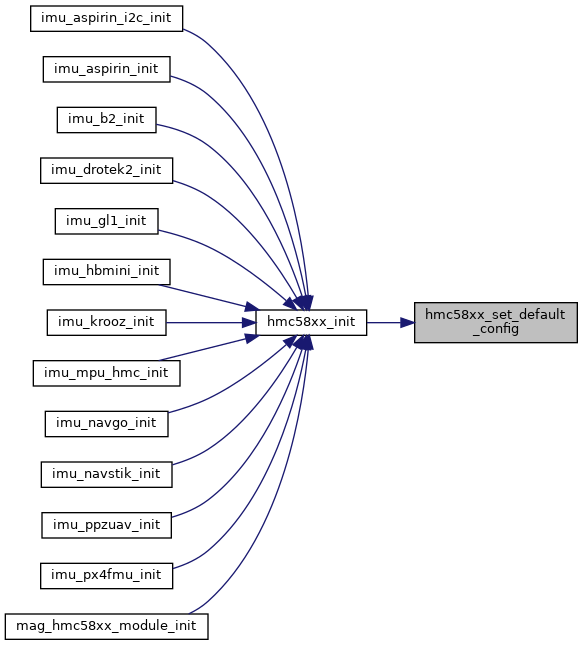 imu_aspirin_i2c_init
imu_aspirin_init
imu_b2_init
imu_drotek2_init
imu_gl1_init
imu_hbmini_init
imu_krooz_init
imu_mpu_hmc_init
imu_navgo_init
imu_navstik_init
imu_ppzuav_init
imu_px4fmu_init
mag_hmc58xx_module_init
hmc58xx_init
hmc58xx_set_default
_config